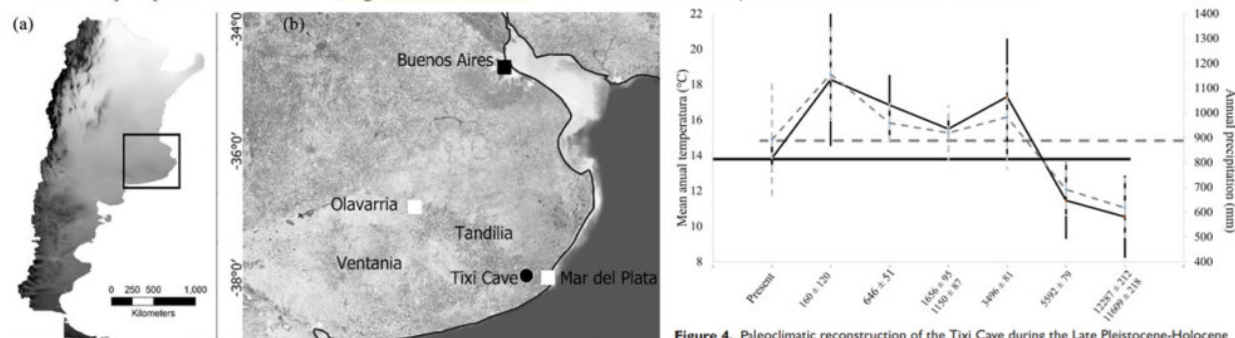 (a)
0 250 500 1,000
Kilometers
(b)
-34°0'
-36°0'
-38°0'
Buenos Aires
Olavarria
Tandilia
Ventania
Tixi Cave
Mar del Plata
Mean anual temperatura (°C)
22
20
18
16
14
12
10
8
Annual precipitation (mm)
1400
1300
1200
1100
1000
900
800
700
600
500
400
Present
160 ± 120
646 ± 51
1656 ± 95
1150 ± 87
3496 ± 81
5592 ± 79
12287 ± 212
11609 ± 218
Figure 4. Paleoclimatic reconstruction of the Tixi Cave during the Late Pleistocene-Holocene